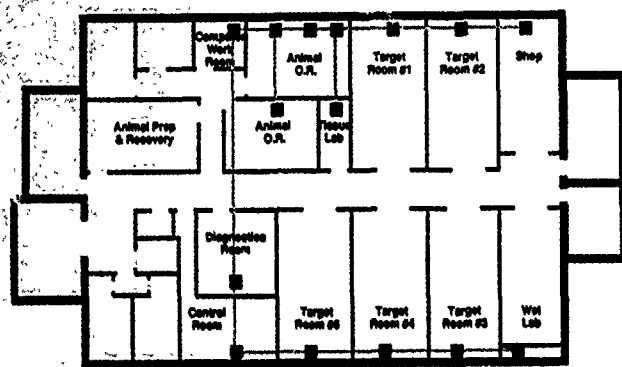 Computer
Work
Room
Animal
O.R.
Target
Room #1
Target
Room #2
Shop
Animal Prep
& Recovery
Animal
O.R.
Tissue
Lab
Diagnostics
Room
Control
Room
Target
Room #5
Target
Room #4
Target
Room #3
Wet
Lab